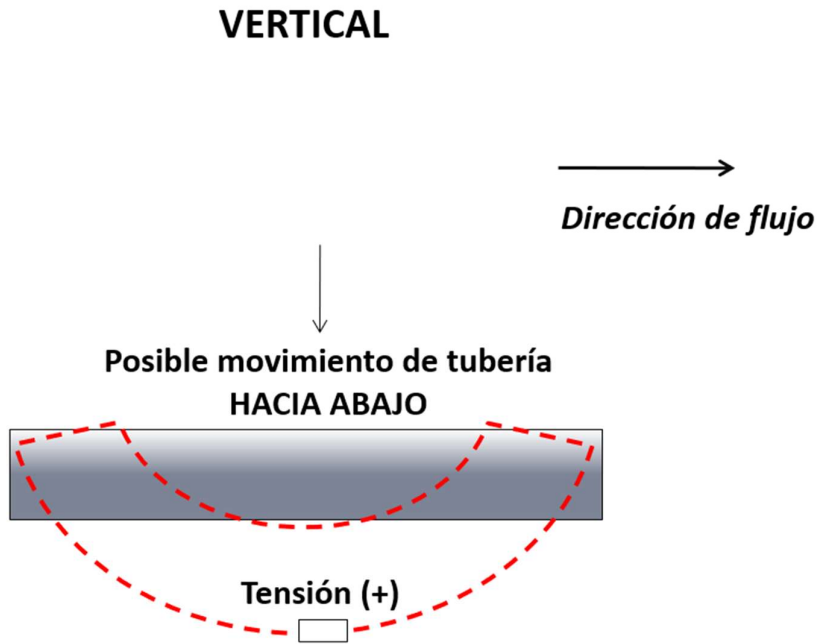 VERTICAL
Dirección de flujo
Posible movimiento de tubería
HACIA ABAJO
Tensión (+)